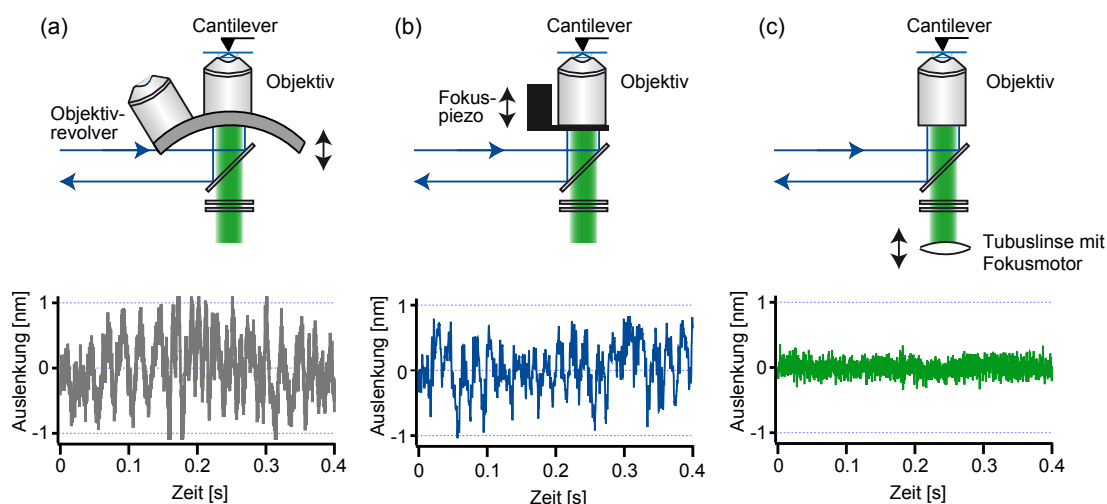 (a)
Cantilever
Objektiv
Objektiv-
revolver
(b)
Cantilever
Objektiv
Fokus-
piezo
(c)
Cantilever
Objektiv
Tubuslinse mit
Fokusmotor
Auslenkung [nm]
1
0
-1
0
0.1
0.2
0.3
0.4
Zeit [s]
Auslenkung [nm]
1
0
-1
0
0.1
0.2
0.3
0.4
Zeit [s]
Auslenkung [nm]
1
0
-1
0
0.1
0.2
0.3
0.4
Zeit [s]